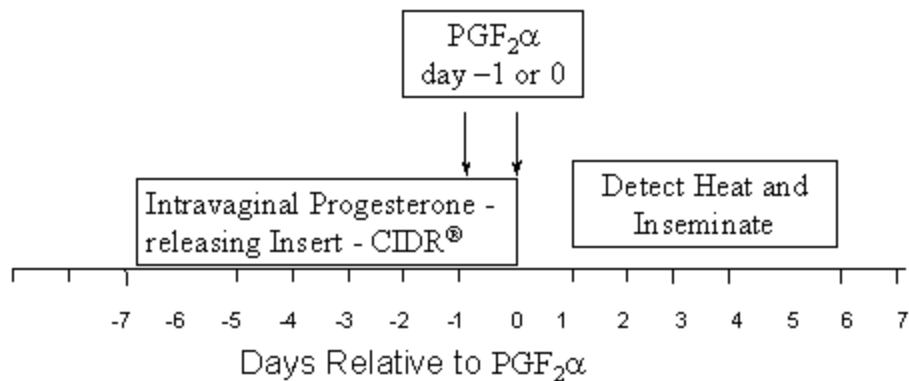 PGF₂α
day –1 or 0
Intravaginal Progesterone -
releasing Insert - CIDR®
Detect Heat and
Inseminate
-7 -6 -5 -4 -3 -2 -1 0 1 2 3 4 5 6 7
Days Relative to PGF₂α